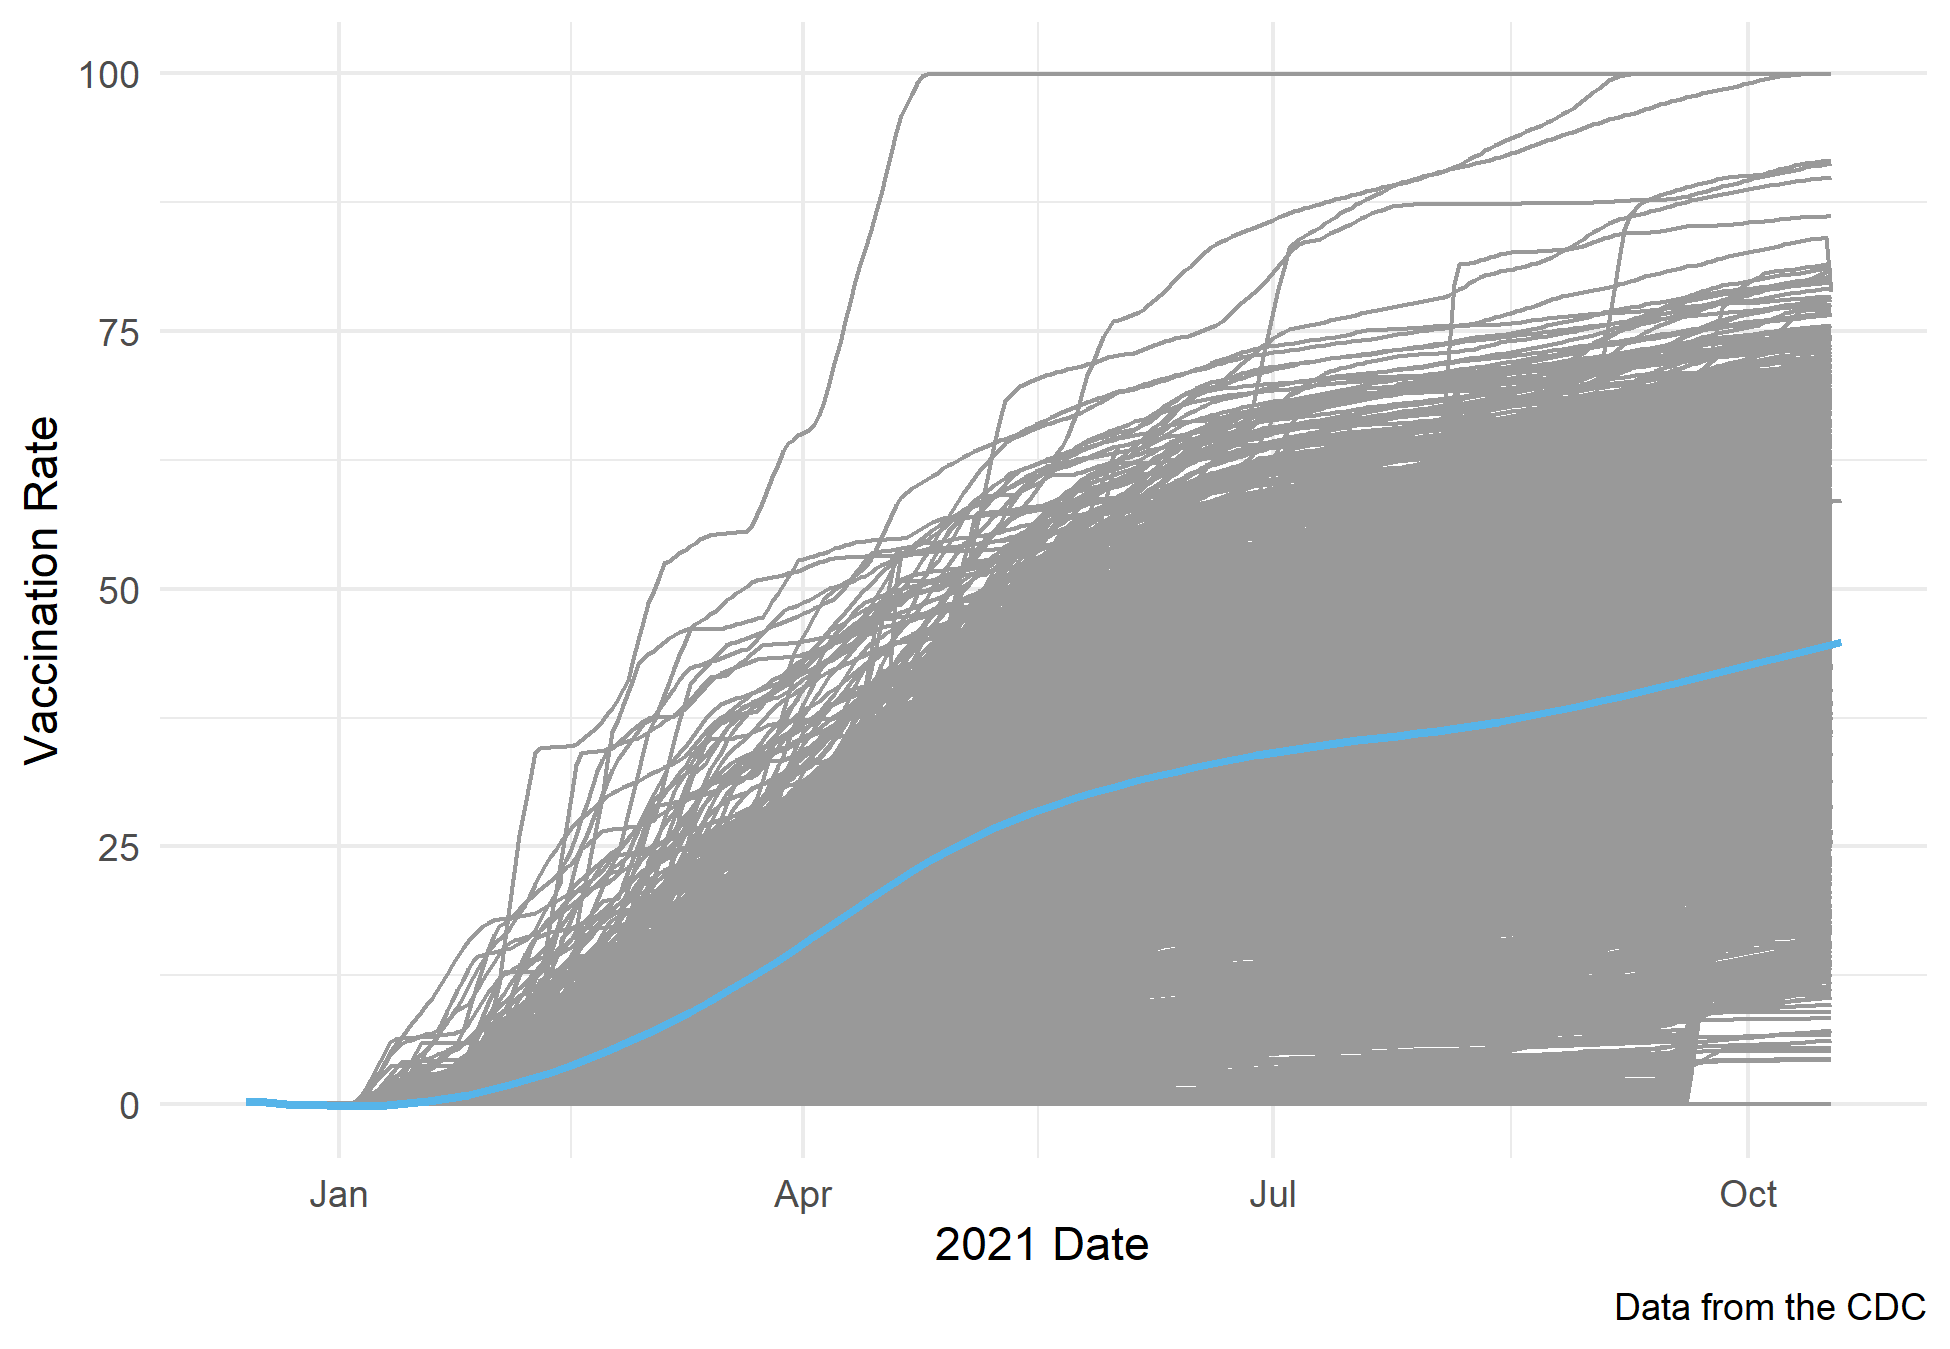 100
75
50
25
0
Vaccination Rate
Jan
Apr
Jul
Oct
2021 Date
Data from the CDC